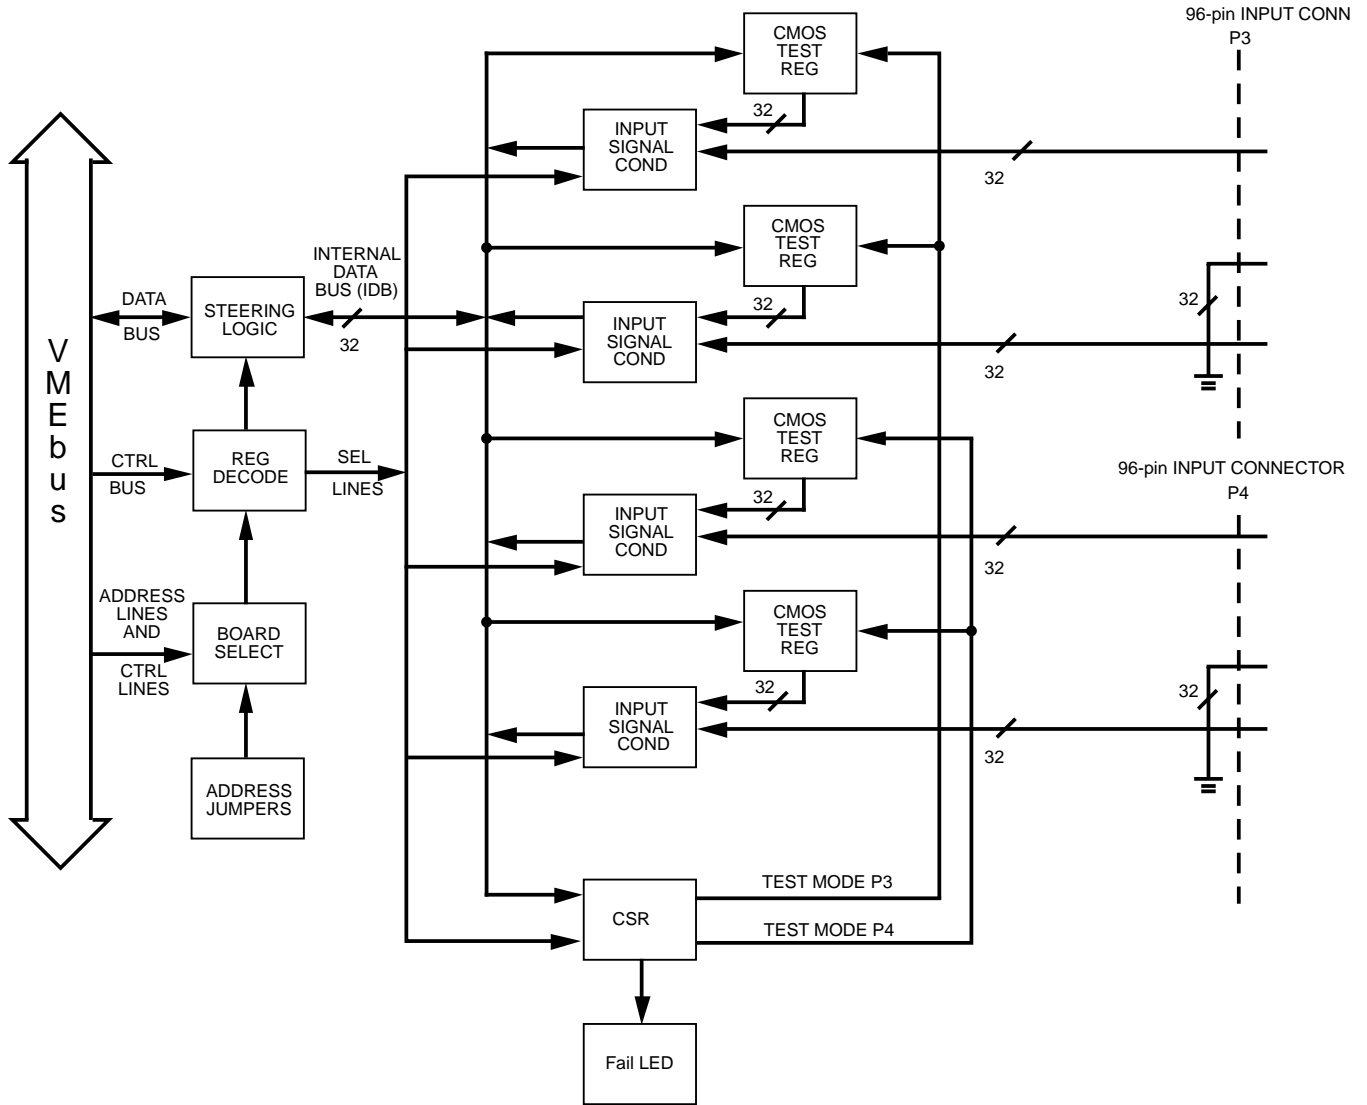 96-pin INPUT CONN
P3
CMOS
TEST
REG
32
INPUT
SIGNAL
COND
32
CMOS
TEST
REG
INTERNAL
DATA
BUS (IDB)
32
DATA
BUS
STEERING
LOGIC
32
32
INPUT
SIGNAL
COND
32
VMEbus
CMOS
TEST
REG
96-pin INPUT CONNECTOR
P4
CTRL
BUS
REG
DECODE
SEL
LINES
32
INPUT
SIGNAL
COND
32
ADDRESS
LINES
AND
CTRL
LINES
BOARD
SELECT
CMOS
TEST
REG
32
32
INPUT
SIGNAL
COND
32
ADDRESS
JUMPERS
CSR
TEST MODE P3
TEST MODE P4
Fail LED